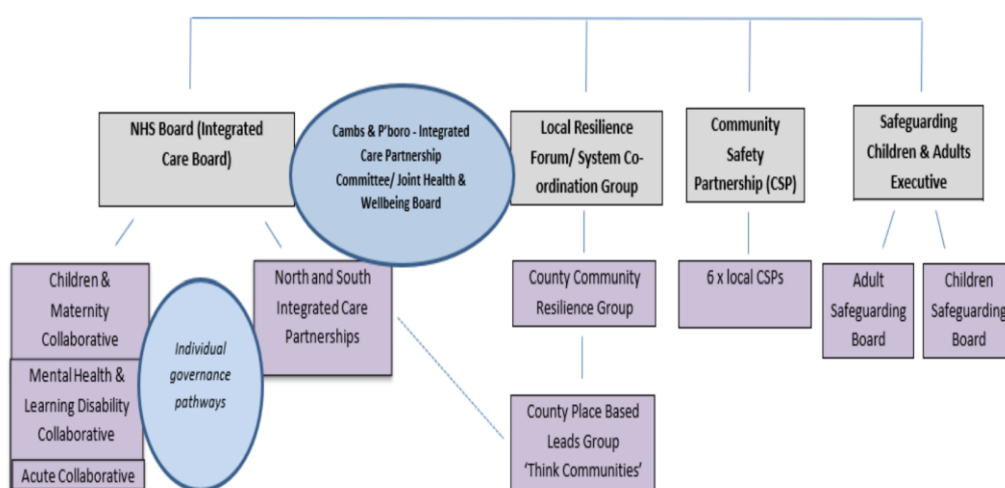 NHS Board (Integrated
Care Board)
Cambs & P'boro - Integrated
Care Partnership
Committee/ Joint Health &
Wellbeing Board
Local Resilience
Forum/ System Co-
ordination Group
Community
Safety
Partnership (CSP)
Safeguarding
Children & Adults
Executive
Children &
Maternity
Collaborative
Mental Health &
Learning Disability
Collaborative
Acute Collaborative
Individual
governance
pathways
North and South
Integrated Care
Partnerships
County Community
Resilience Group
6 x local CSPs
Adult
Safeguarding
Board
Children
Safeguarding
Board
County Place Based
Leads Group
‘Think Communities’